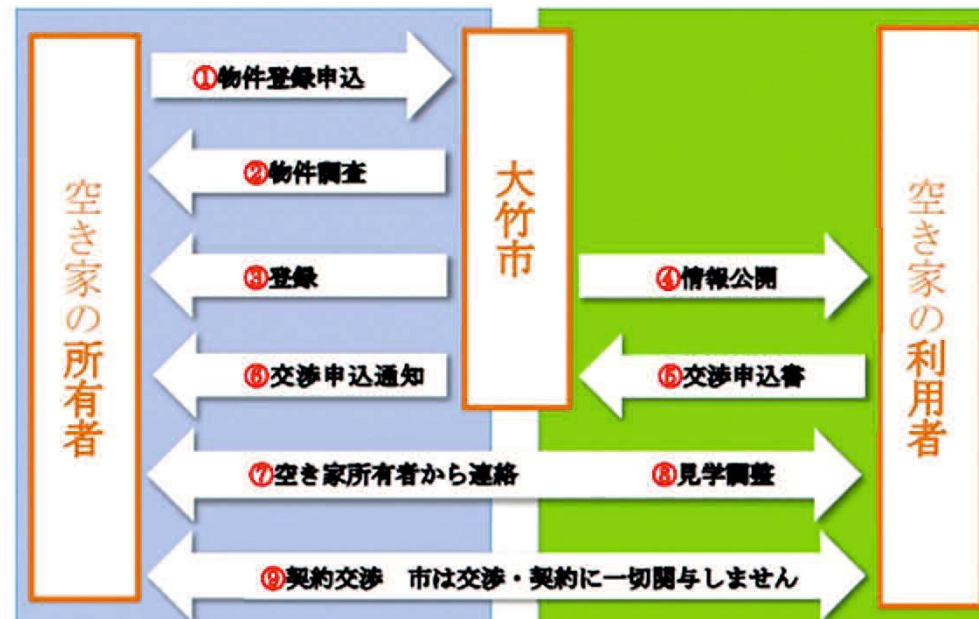 空き家の所有者
大竹市
空き家の利用者
①物件登録申込
②物件調査
③登録
④情報公開
⑥交渉申込通知
⑤交渉申込書
⑦空き家所有者から連絡
⑧見学調整
⑨契約交渉　市は交渉・契約に一切関与しません